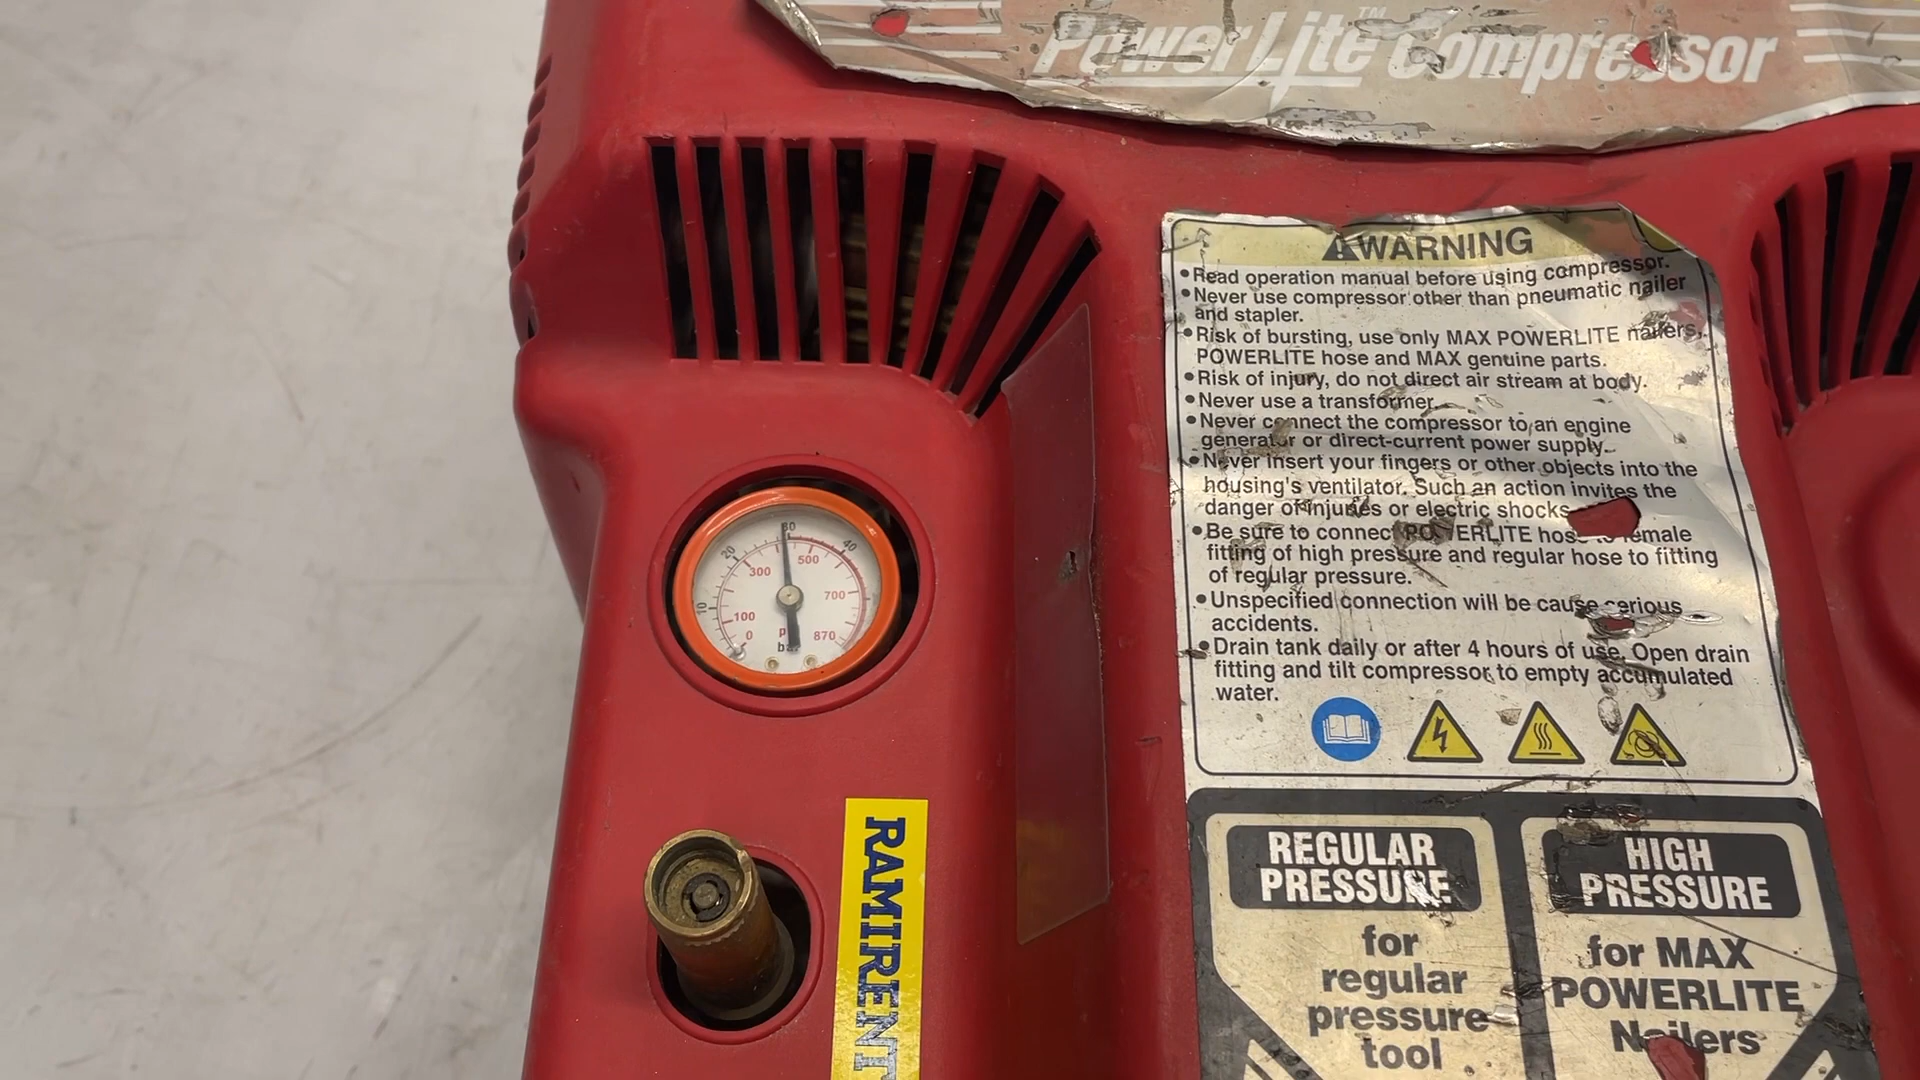 PowerLite™ Compressor
WARNING
•Read operation manual before using compressor.
•Never use compressor other than pneumatic nailer
and stapler.
•Risk of bursting, use only MAX POWERLITE nailers,
POWERLITE hose and MAX genuine parts.
•Risk of injury, do not direct air stream at body.
•Never use a transformer.
•Never connect the compressor to an engine
generator or direct-current power supply.
•Never insert your fingers or other objects into the
housing's ventilator. Such an action invites the
danger of injuries or electric shocks
•Be sure to connect POWERLITE hose to female
fitting of high pressure and regular hose to fitting
of regular pressure.
•Unspecified connection will be cause serious
accidents.
•Drain tank daily or after 4 hours of use. Open drain
fitting and tilt compressor to empty accumulated
water.
10
20
30
40
0
100
300
500
700
870
RAMIRENT
REGULAR
PRESSURE
for
regular
pressure
tool
HIGH
PRESSURE
for MAX
POWERLITE
Nailers